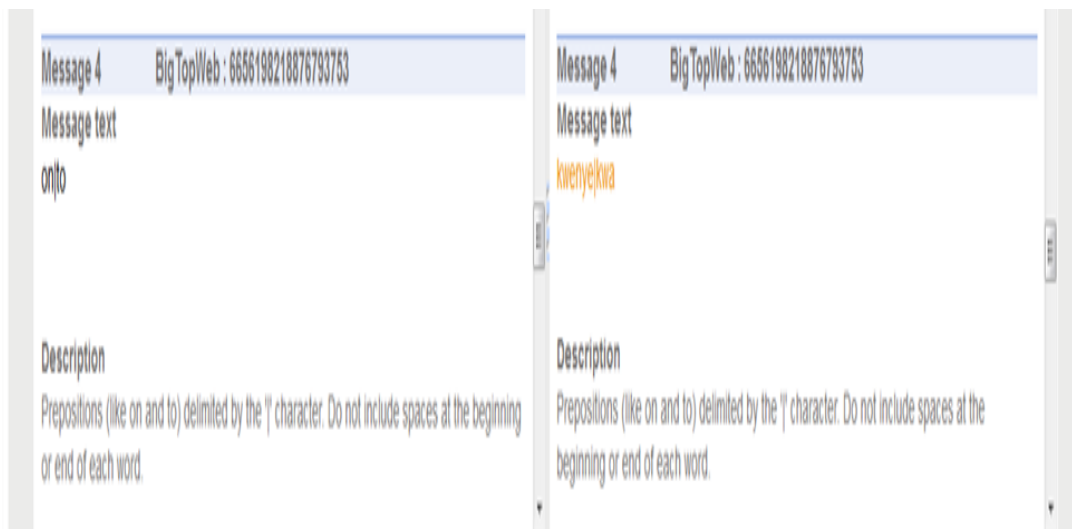 Message 4 BigTopWeb : 6656198218876793753
Message text
on|to
Description
Prepositions (like on and to) delimited by the '|' character. Do not include spaces at the beginning
or end of each word.
Message 4 BigTopWeb : 6656198218876793753
Message text
kwenye|kwa
Description
Prepositions (like on and to) delimited by the '|' character. Do not include spaces at the
beginning or end of each word.